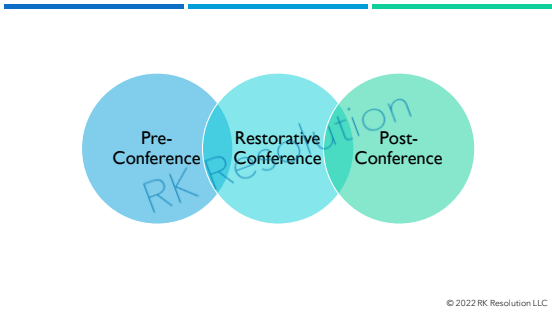 Pre-
Conference
Restorative
Conference
Post-
Conference
RK Resolution
© 2022 RK Resolution LLC